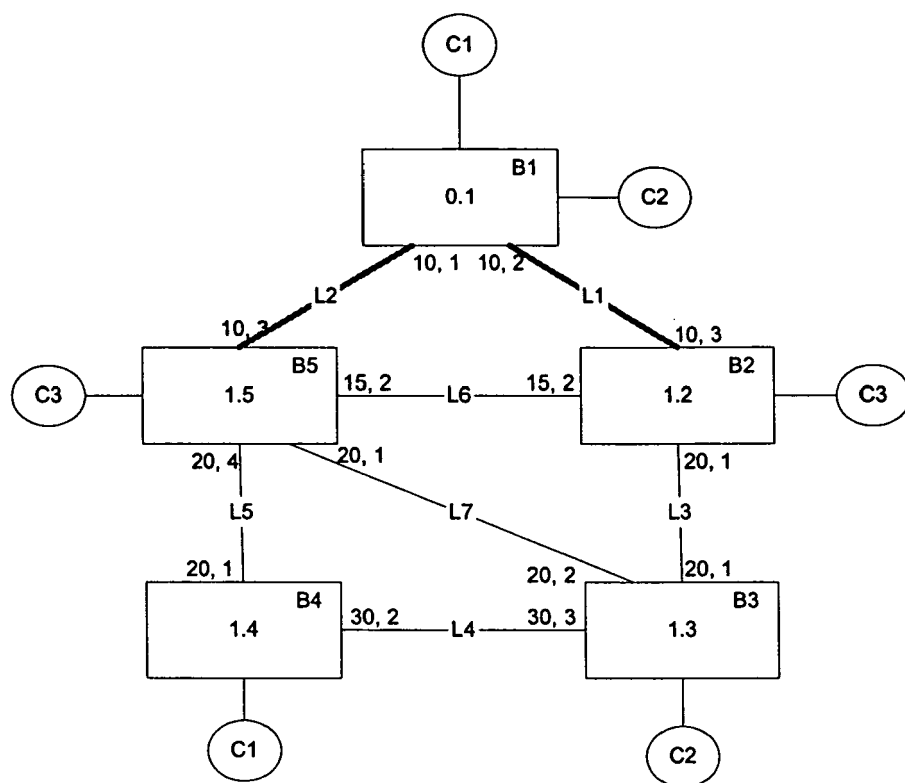 C1
B1
0.1
C2
10, 1 10, 2
L2 L1
10, 3 10, 3
B5 B2
C3 1.5 15, 2 L6 15, 2 1.2 C3
20, 4 20, 1 20, 1
L5 L7 L3
20, 1 20, 2 20, 1
B4 B3
1.4 30, 2 L4 30, 3 1.3
C1 C2